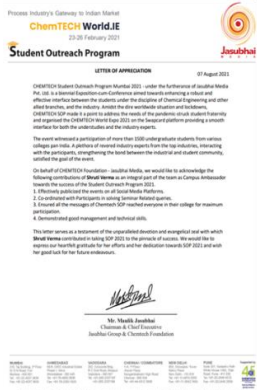 Process Industry's Gateway to Indian Market
ChemTECH World.IE
23-26 February 2021
Student Outreach Program
Jasubhai
MEDIA
LETTER OF APPRECIATION
07 August 2021
CHEMTECH Student Outreach Program Mumbai 2021 - under the furtherance of Jasubhai Media
Pvt. Ltd. is a biennial Exposition-cum-Conference aimed towards enhancing a robust and
effective interface between the students under the discipline of Chemical Engineering and other
allied branches, and the industry. Amidst the dire worldwide situation and lockdowns,
CHEMTECH SOP made it a point to address the needs of the pandemic struck student fraternity
and organised the CHEMTECH World Expo 2021 on the Swapcard platform providing a smooth
interface for both the understudies and the industry experts.
The event witnessed a participation of more than 1500 undergraduate students from various
colleges pan India. A plethora of revered industry experts from the top industries, interacting
with the participants, strengthening the bond between the industrial and student community,
satisfied the goal of the event.
On behalf of CHEMTECH Foundation - Jasubhai Media, we would like to acknowledge the
following contributions of Shruti Verma as an integral part of the team as Campus Ambassador
towards the success of the Student Outreach Program 2021.
1. Effectively publicized the events on all Social Media Platforms.
2. Co-ordinated with Participants in solving Seminar Related queries.
3. Ensured all the messages of Chemtech SOP reached everyone in their college for maximum
participation.
4. Demonstrated good management and technical skills.
This letter serves as a testament of the unparalleled devotion and evangelical zeal with which
Shruti Verma contributed in taking SOP 2021 to the pinnacle of success. We would like to
express our heartfelt gratitude for her efforts and her dedication towards SOP 2021 and wish
her good luck for her future endeavours.
Mr. Maulik Jasubhai
Chairman & Chief Executive
Jasubhai Group & Chemtech Foundation
MUMBAI
AHMEDABAD
VADODARA
CHENNAI / COIMBATORE
NEW DELHI
PUNE